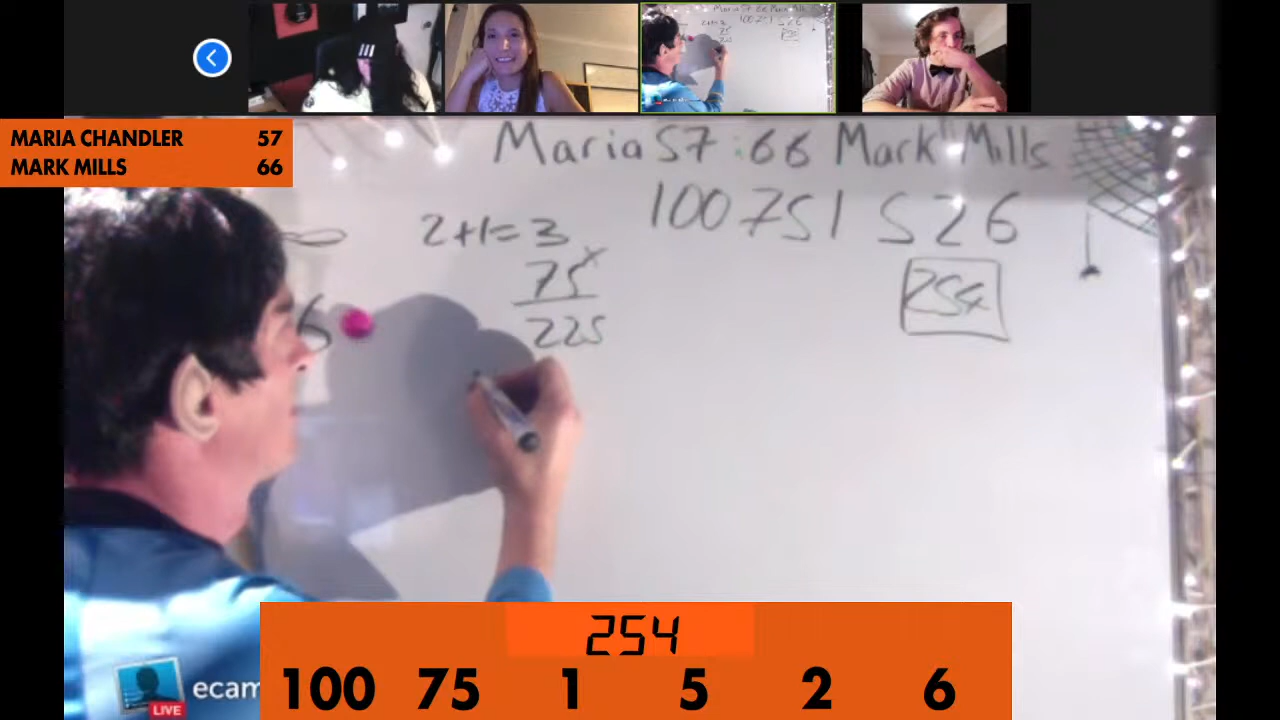 MARIA CHANDLER 57
MARK MILLS 66
Maria 57 : 66 Mark Mills
100 75 1 5 2 6
254
2+1=3
75 x
225
6
254
100 75 1 5 2 6
ecam
LIVE